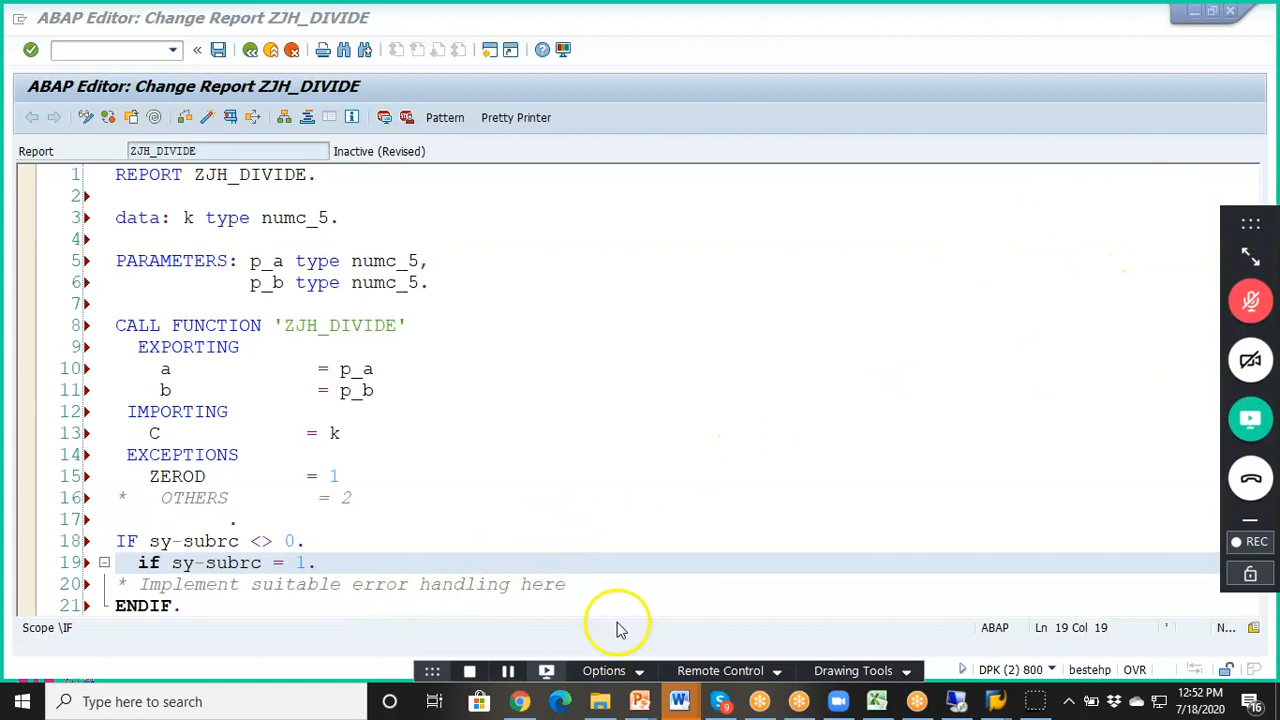 ABAP Editor: Change Report ZJH_DIVIDE
ABAP Editor: Change Report ZJH_DIVIDE
Pattern Pretty Printer
Report ZJH_DIVIDE Inactive (Revised)
1 REPORT ZJH_DIVIDE.
2
3 data: k type numc_5.
4
5 PARAMETERS: p_a type numc_5,
6 p_b type numc_5.
7
8 CALL FUNCTION 'ZJH_DIVIDE'
9 EXPORTING
10 a = p_a
11 b = p_b
12 IMPORTING
13 C = k
14 EXCEPTIONS
15 ZEROD = 1
16 * OTHERS = 2
17 .
18 IF sy-subrc <> 0.
19 if sy-subrc = 1.
20 * Implement suitable error handling here
21 ENDIF.
REC
Scope \IF ABAP Ln 19 Col 19 N...
Options Remote Control Drawing Tools DPK (2) 800 bestehp OVR
Type here to search
12:52 PM
7/18/2020
9
16